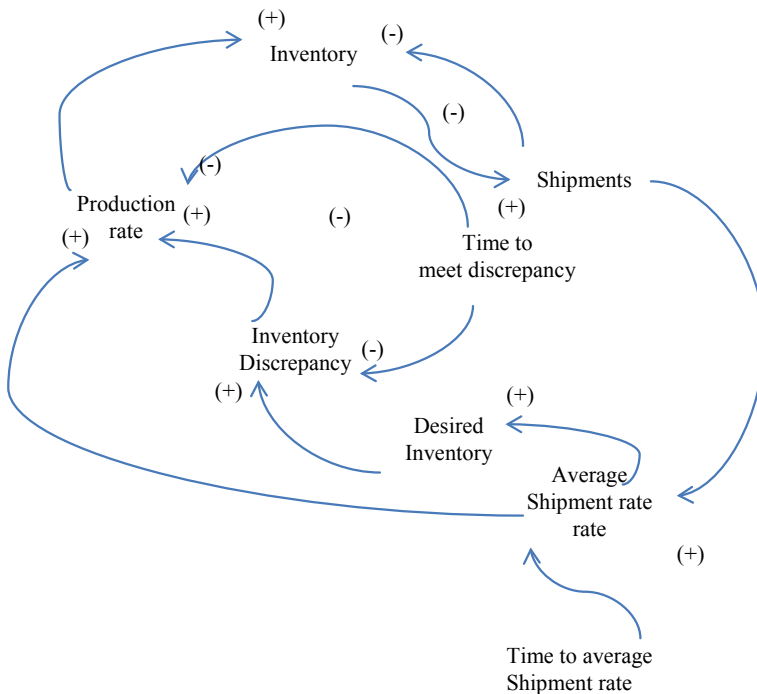 (+)
(-)
Inventory
(-)
(-)
Shipments
Production
rate
(+)
(+)
(-)
(+)
Time to
meet discrepancy
Inventory
Discrepancy
(-)
(+)
(+)
Desired
Inventory
Average
Shipment rate
rate
(+)
Time to average
Shipment rate